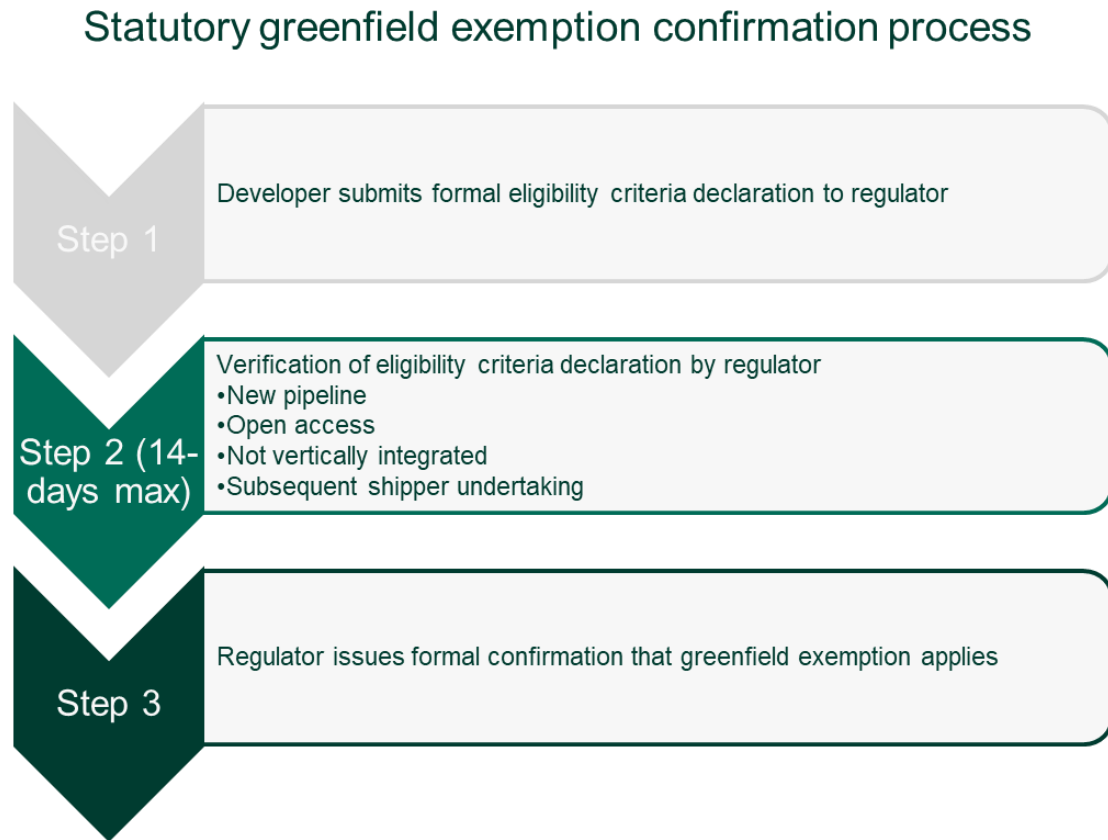 Statutory greenfield exemption confirmation process
Step 1
Developer submits formal eligibility criteria declaration to regulator
Step 2 (14-
days max)
Verification of eligibility criteria declaration by regulator
•New pipeline
•Open access
•Not vertically integrated
•Subsequent shipper undertaking
Step 3
Regulator issues formal confirmation that greenfield exemption applies